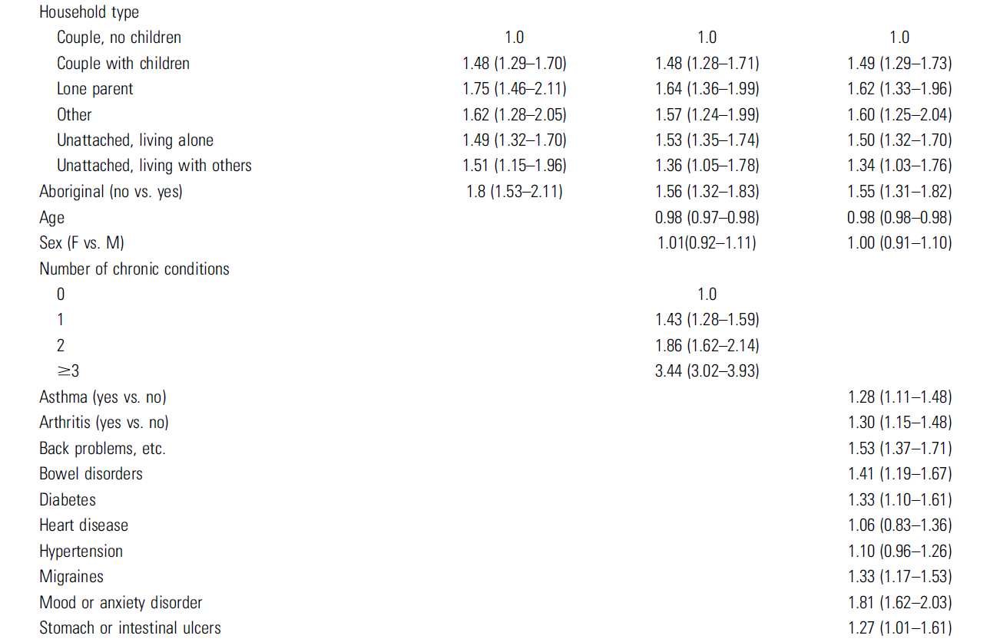 Household type
Couple, no children 1.0 1.0 1.0
Couple with children 1.48 (1.29–1.70) 1.48 (1.28–1.71) 1.49 (1.29–1.73)
Lone parent 1.75 (1.46–2.11) 1.64 (1.36–1.99) 1.62 (1.33–1.96)
Other 1.62 (1.28–2.05) 1.57 (1.24–1.99) 1.60 (1.25–2.04)
Unattached, living alone 1.49 (1.32–1.70) 1.53 (1.35–1.74) 1.50 (1.32–1.70)
Unattached, living with others 1.51 (1.15–1.96) 1.36 (1.05–1.78) 1.34 (1.03–1.76)
Aboriginal (no vs. yes) 1.8 (1.53–2.11) 1.56 (1.32–1.83) 1.55 (1.31–1.82)
Age 0.98 (0.97–0.98) 0.98 (0.98–0.98)
Sex (F vs. M) 1.01(0.92–1.11) 1.00 (0.91–1.10)
Number of chronic conditions
0 1.0
1 1.43 (1.28–1.59)
2 1.86 (1.62–2.14)
≥3 3.44 (3.02–3.93)
Asthma (yes vs. no) 1.28 (1.11–1.48)
Arthritis (yes vs. no) 1.30 (1.15–1.48)
Back problems, etc. 1.53 (1.37–1.71)
Bowel disorders 1.41 (1.19–1.67)
Diabetes 1.33 (1.10–1.61)
Heart disease 1.06 (0.83–1.36)
Hypertension 1.10 (0.96–1.26)
Migraines 1.33 (1.17–1.53)
Mood or anxiety disorder 1.81 (1.62–2.03)
Stomach or intestinal ulcers 1.27 (1.01–1.61)